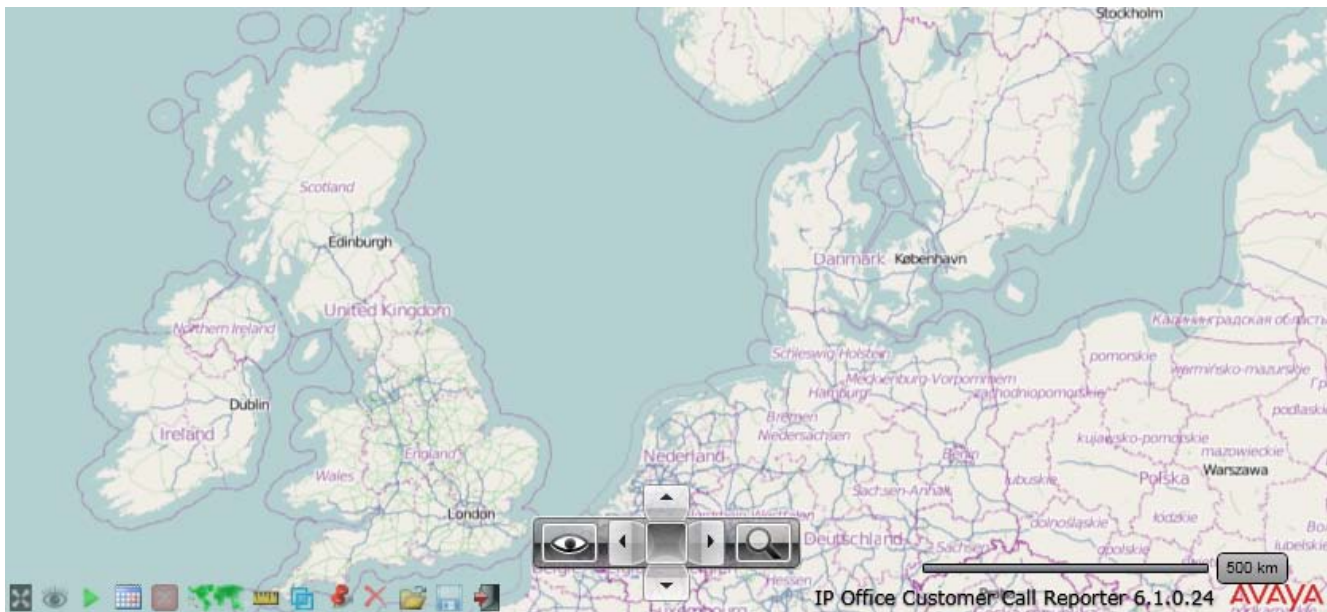 Stockholm
Scotland
Edinburgh
Danmark
København
United Kingdom
Northern Ireland
Калининградская область
Schleswig-Holstein
pomorskie
warmińsko-mazurskie
Mecklenburg-Vorpommern
Hamburg
zachodniopomorskie
Dublin
podlaskie
Bremen
Ireland
Niedersachsen
kujawsko-pomorskie
England
Nederland
Berlin
mazowieckie
Wales
lubuskie
Polska
Warszawa
Sachsen-Anhalt
London
Nordrhein-Westfalen
dolnośląskie
łódzkie
Deutschland
Sachsen
opolskie
lubelskie
500 km
Hessen
IP Office Customer Call Reporter 6.1.0.24
AVAYA